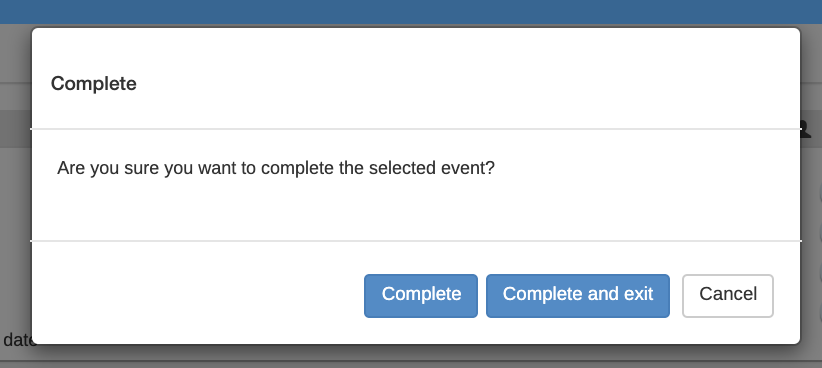 Complete
Are you sure you want to complete the selected event?
Complete Complete and exit Cancel
date